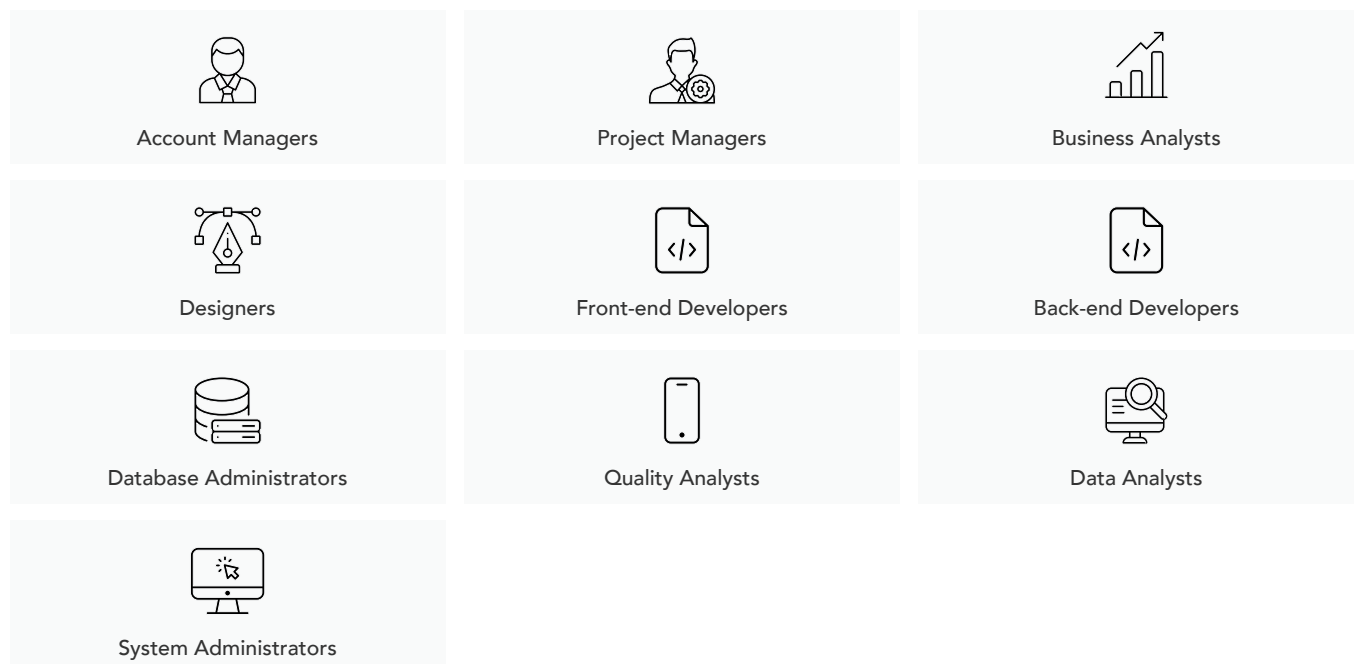 Account Managers
Project Managers
Business Analysts
Designers
Front-end Developers
Back-end Developers
Database Administrators
Quality Analysts
Data Analysts
System Administrators